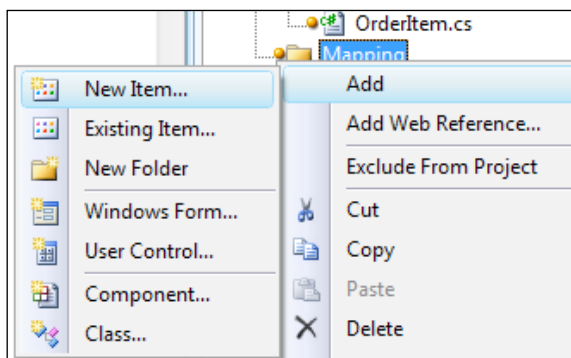 OrderItem.cs
Mapping
New Item...
Existing Item...
New Folder
Windows Form...
User Control...
Component...
Class...
Add
Add Web Reference...
Exclude From Project
Cut
Copy
Paste
Delete